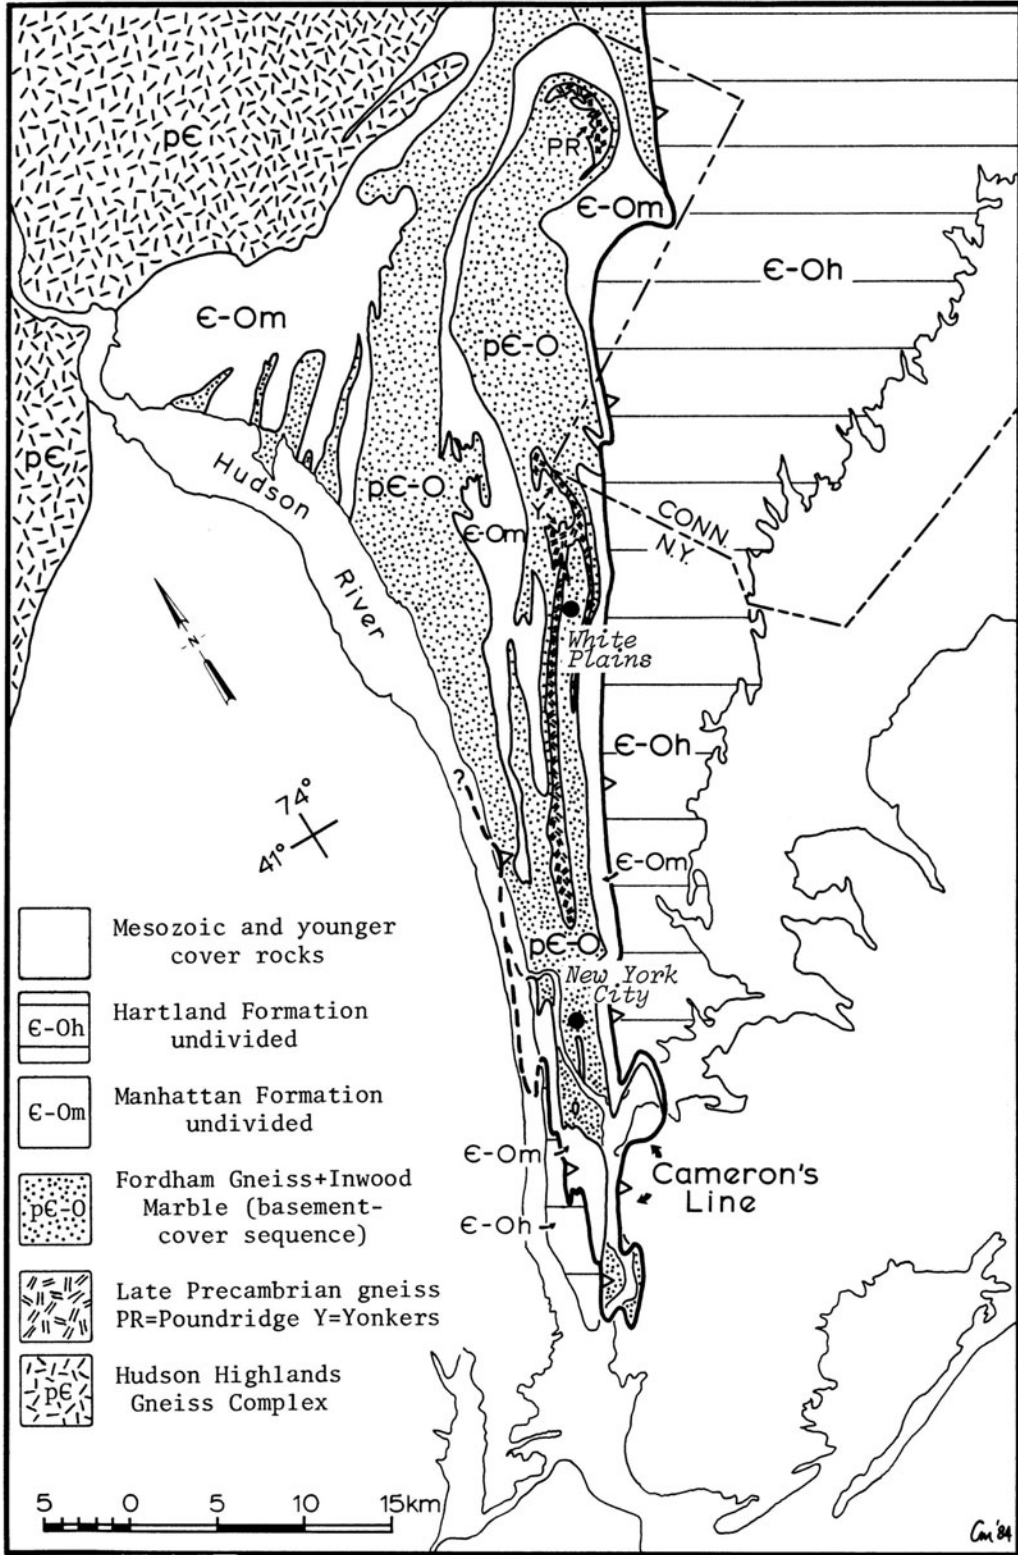 pЄ
PR
Є-Om
Є-Oh
Є-Om
pЄ-O
pЄ
pЄ-O
Hudson
River
Y
Є-Om
CONN.
N.Y.
N
White
Plains
Є-Oh
?
74°
41°
Є-Om
pЄ-O
New York
City
Є-Om
Cameron's
Line
Є-Oh
Mesozoic and younger
cover rocks
Є-Oh
Hartland Formation
undivided
Є-Om
Manhattan Formation
undivided
pЄ-O
Fordham Gneiss+Inwood
Marble (basement-
cover sequence)
Late Precambrian gneiss
PR=Poundridge Y=Yonkers
pЄ
Hudson Highlands
Gneiss Complex
5 0 5 10 15km